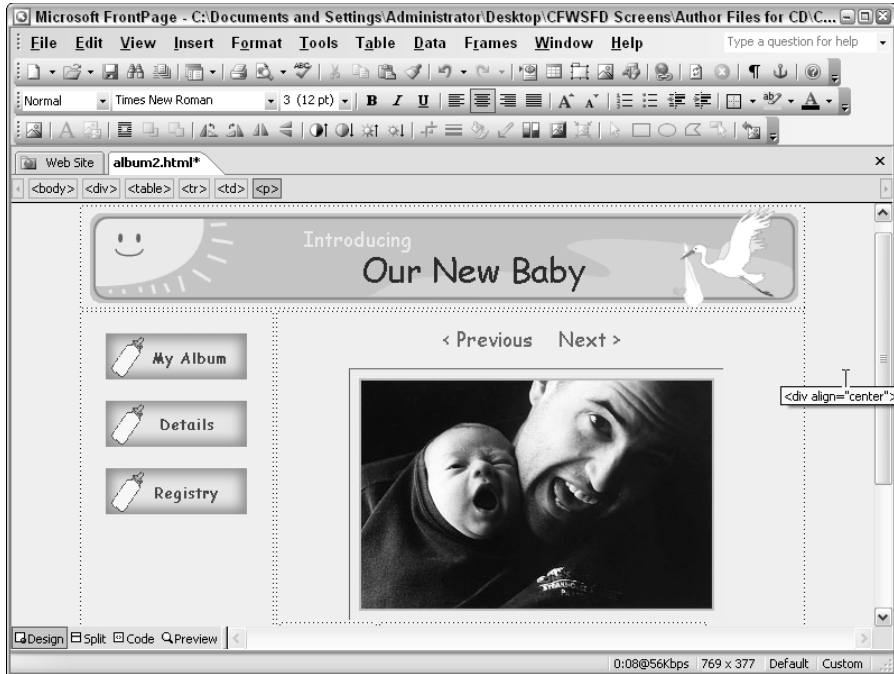 Microsoft FrontPage - C:\Documents and Settings\Administrator\Desktop\CFWSFD Screens\Author Files for CD\C...
File Edit View Insert Format Tools Table Data Frames Window Help Type a question for help
Normal Times New Roman 3 (12 pt) B I U A A ab A
A
Web Site album2.html*
<body> <div> <table> <tr> <td> <p>
Introducing
Our New Baby
< Previous Next >
My Album
<div align="center">
Details
Registry
Design Split Code Preview
0:08@56Kbps 769 x 377 Default Custom